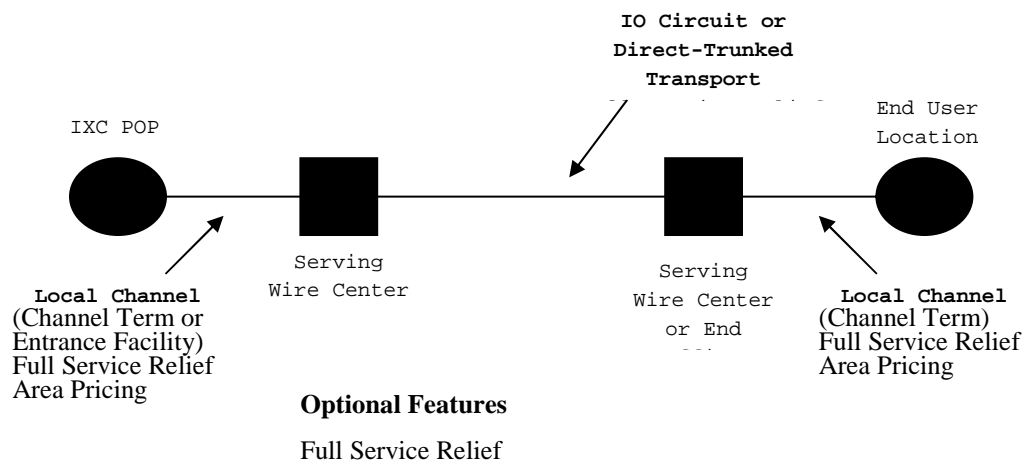 IO Circuit or
Direct-Trunked
Transport
IXC POP
End User
Location
Serving
Wire Center
Serving
Wire Center
or End
Local Channel
(Channel Term or
Entrance Facility)
Full Service Relief
Area Pricing
Local Channel
(Channel Term)
Full Service Relief
Area Pricing
Optional Features
Full Service Relief